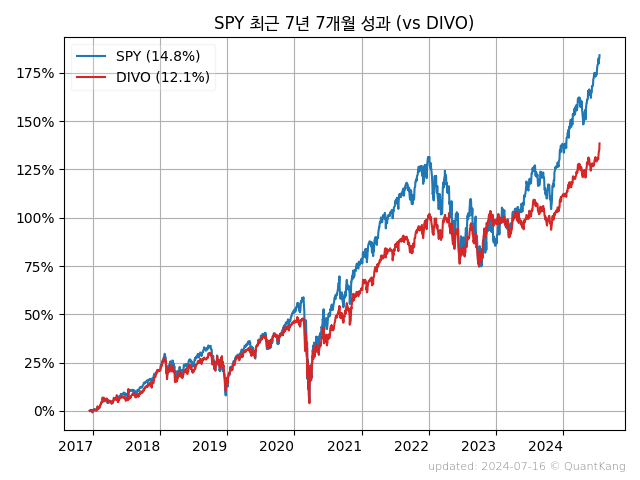 SPY 최근 7년 7개월 성과 (vs DIVO)
SPY (14.8%)
DIVO (12.1%)
175%
150%
125%
100%
75%
50%
25%
0%
2017 2018 2019 2020 2021 2022 2023 2024
updated: 2024-07-16 © QuantKang